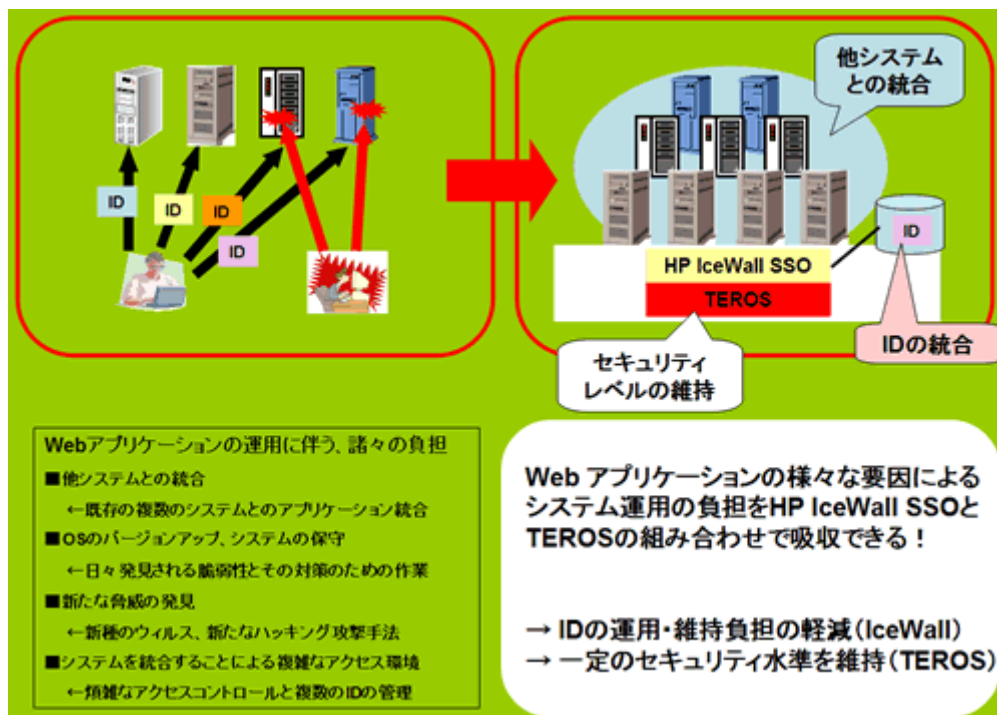 ID
ID
ID
ID
他システム
との統合
ID
HP IceWall SSO
TEROS
IDの統合
セキュリティ
レベルの維持
Webアプリケーションの運用に伴う、諸々の負担
■他システムとの統合
←既存の複数のシステムとのアプリケーション統合
■OSのバージョンアップ、システムの保守
←日々発見される脆弱性とその対策のための作業
■新たな脅威の発見
←新種のウィルス、新たなハッキング攻撃手法
■システムを統合することによる複雑なアクセス環境
←煩雑なアクセスコントロールと複数のIDの管理
Web アプリケーションの様々な要因による
システム運用の負担をHP IceWall SSOと
TEROSの組み合わせで吸収できる！
→ IDの運用・維持負担の軽減（IceWall）
→ 一定のセキュリティ水準を維持（TEROS）